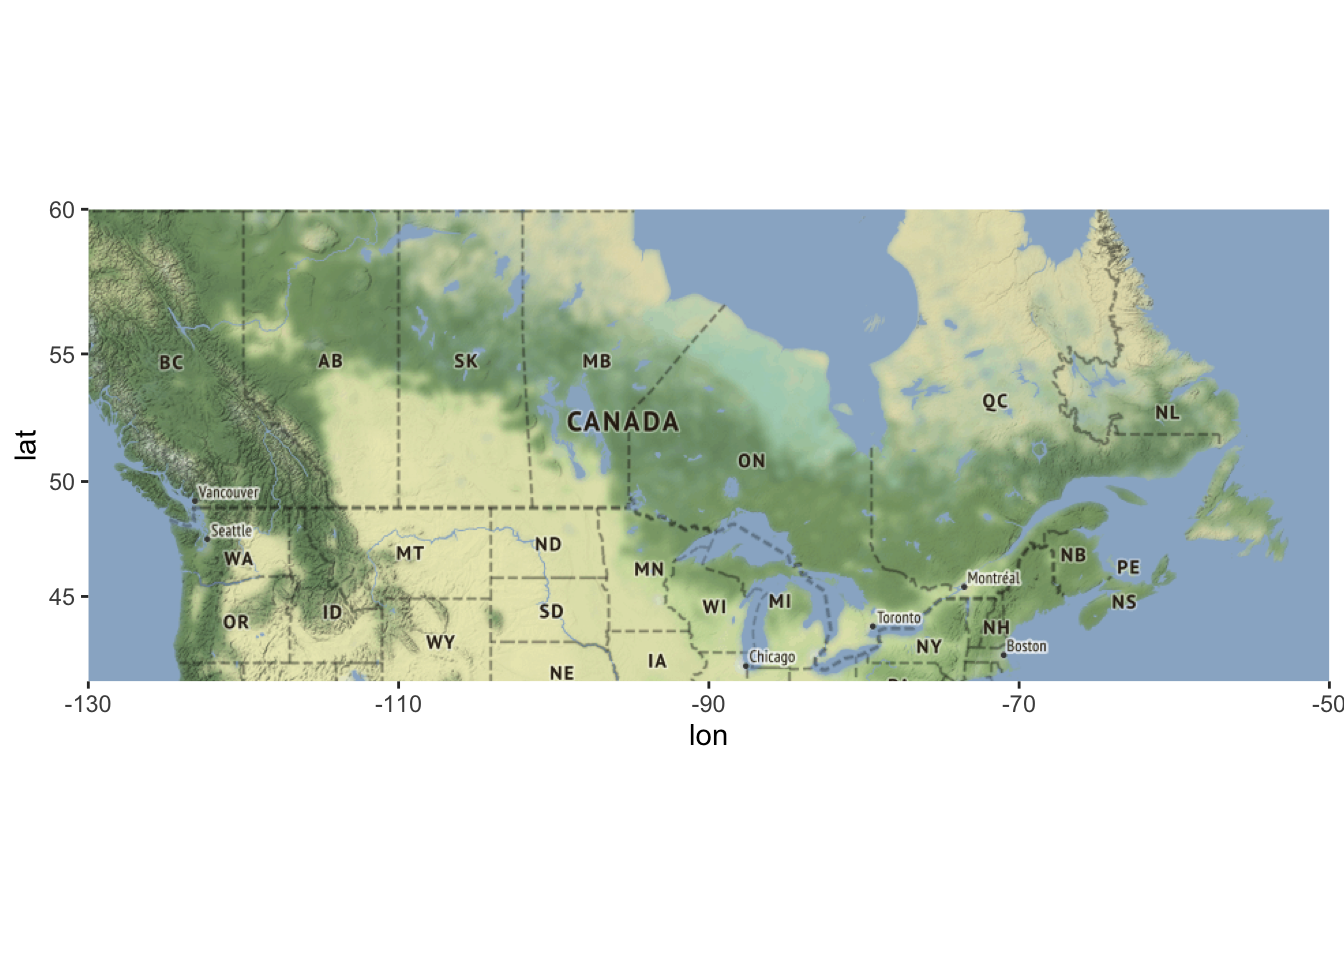 60
55
BC
AB
SK
MB
QC
CANADA
NL
ON
50
Vancouver
Seattle
WA
MT
ND
MN
NB
PE
Montréal
45
OR
ID
WY
SD
WI
MI
NS
Toronto
NH
NY
Boston
Chicago
IA
NE
-130
-110
-90
-70
-50
lat
lon